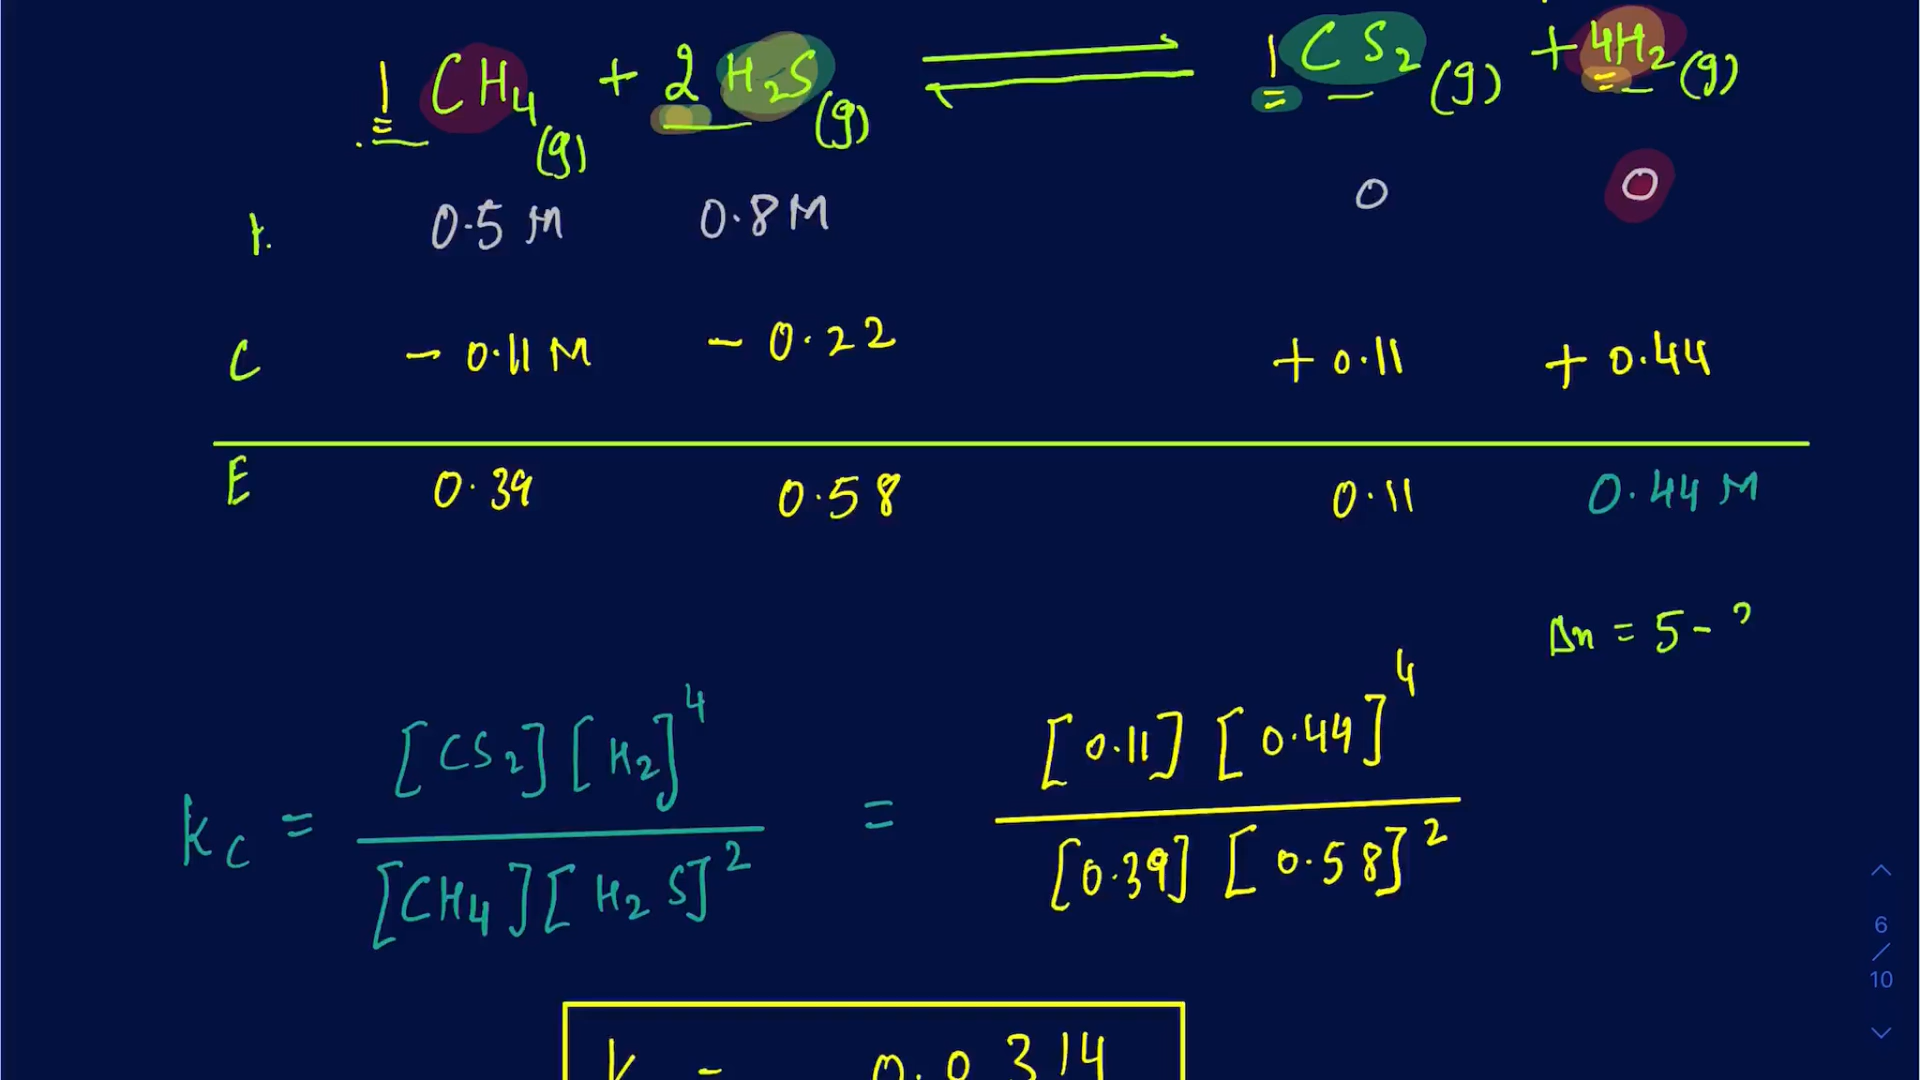 1 CH₄(g) + 2 H₂S(g) ⇌ 1 CS₂(g) + 4H₂(g)
I. 0.5 M 0.8 M 0 0
C - 0.11 M - 0.22 + 0.11 + 0.44
E 0.39 0.58 0.11 0.44 M
Δn = 5 - 3
Kc = [CS₂][H₂]⁴ / [CH₄][H₂S]² = [0.11][0.44]⁴ / [0.39][0.58]²
K = 0.0314
6
/
10